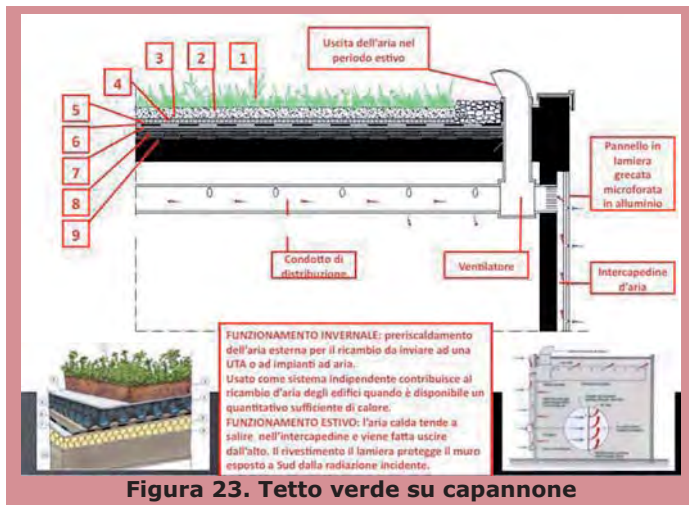 Uscita dell'aria nel
periodo estivo
1
2
3
4
5
6
7
8
9
Pannello in
lamiera
grecata
microforata
in alluminio
Condotto di
distribuzione
Ventilatore
Intercapedine
d'aria
FUNZIONAMENTO INVERNALE: preriscaldamento
dell'aria esterna per il ricambio da inviare ad una
UTA o ad impianti ad aria.
Usato come sistema indipendente contribuisce al
ricambio d'aria degli edifici quando è disponibile un
quantitativo sufficiente di calore.
FUNZIONAMENTO ESTIVO: l'aria calda tende a
salire nell'intercapedine e viene fatta uscire
dall'alto. Il rivestimento il lamiera protegge il muro
esposto a Sud dalla radiazione incidente.
Figura 23. Tetto verde su capannone